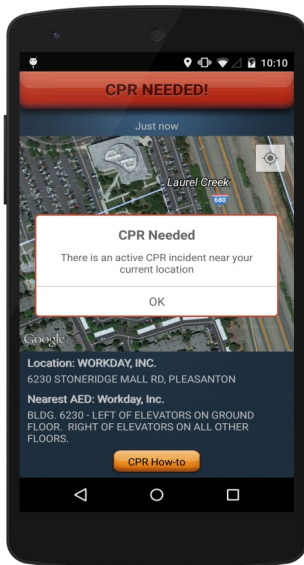 10:10
CPR NEEDED!
Just now
Laurel Creek
680
CPR Needed
There is an active CPR incident near your
current location
OK
Google
Location: WORKDAY, INC.
6230 STONERIDGE MALL RD, PLEASANTON
Nearest AED: Workday, Inc.
BLDG. 6230 - LEFT OF ELEVATORS ON GROUND
FLOOR.  RIGHT OF ELEVATORS ON ALL OTHER
FLOORS.
CPR How-to